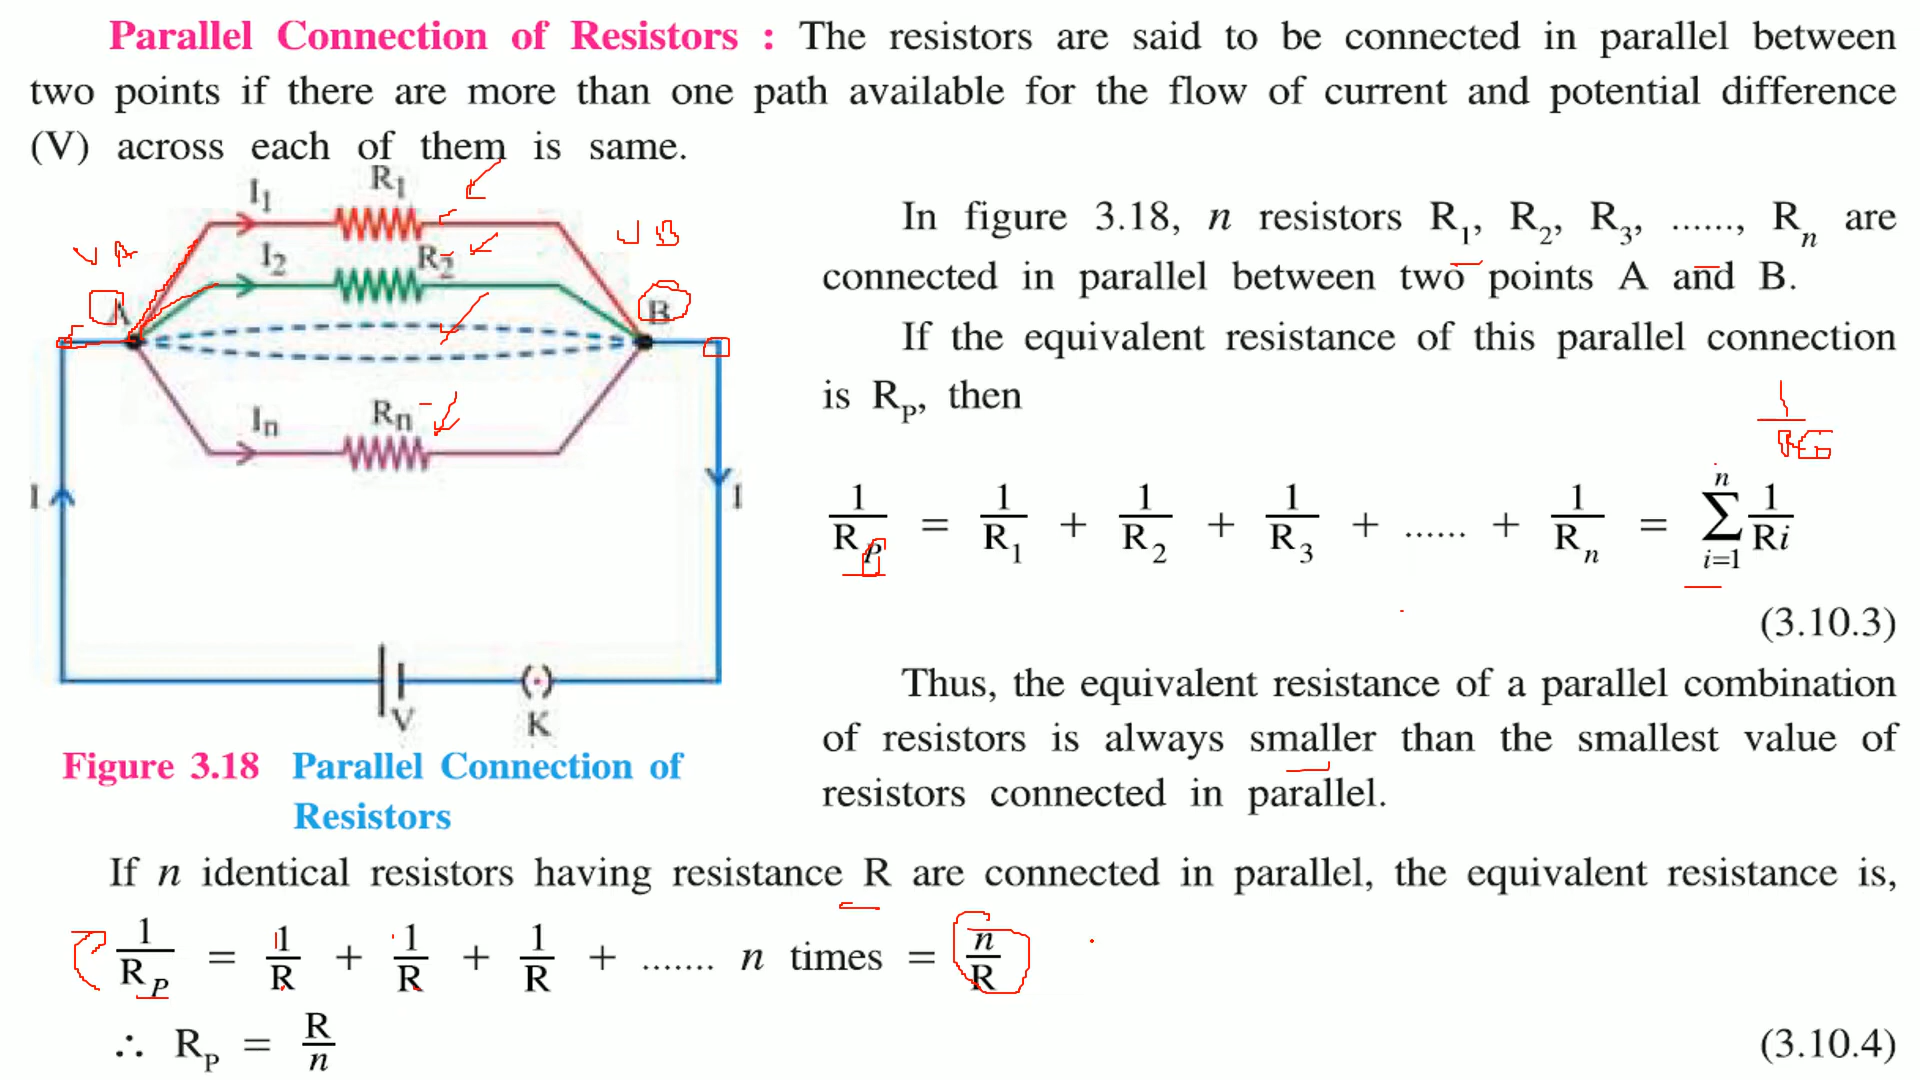 Parallel Connection of Resistors : The resistors are said to be connected in parallel between
two points if there are more than one path available for the flow of current and potential difference
(V) across each of them is same.
R1
I1
V A
V B
I2
R2
A
B
In
Rn
I
I
V
K
Figure 3.18 Parallel Connection of
Resistors
In figure 3.18, n resistors R1, R2, R3, ......, Rn are
connected in parallel between two points A and B.
If the equivalent resistance of this parallel connection
is RP, then
1/RP = 1/R1 + 1/R2 + 1/R3 + ...... + 1/Rn = n∑i=1 1/Ri
(3.10.3)
Thus, the equivalent resistance of a parallel combination
of resistors is always smaller than the smallest value of
resistors connected in parallel.
If n identical resistors having resistance R are connected in parallel, the equivalent resistance is,
1/RP = 1/R + 1/R + 1/R + ....... n times = n/R
∴ RP = R/n (3.10.4)